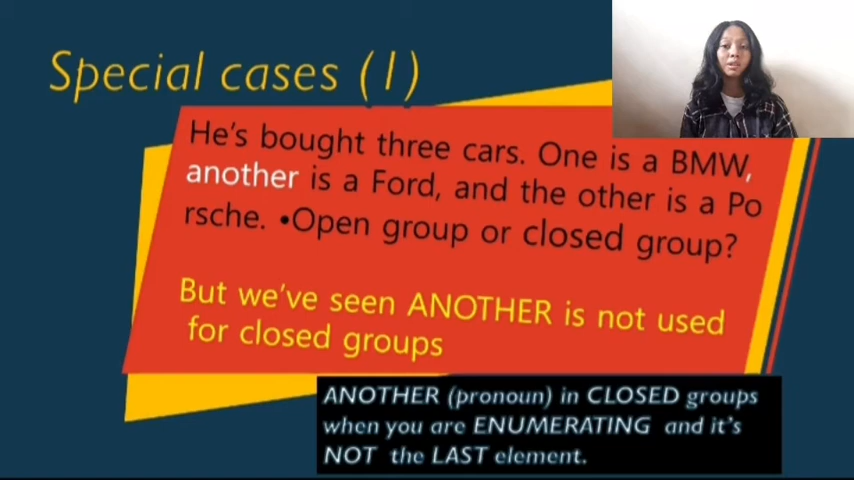 Special cases (1)
He's bought three cars. One is a BMW,
another is a Ford, and the other is a Po
rsche. •Open group or closed group?
But we've seen ANOTHER is not used
for closed groups
ANOTHER (pronoun) in CLOSED groups
when you are ENUMERATING and it's
NOT the LAST element.